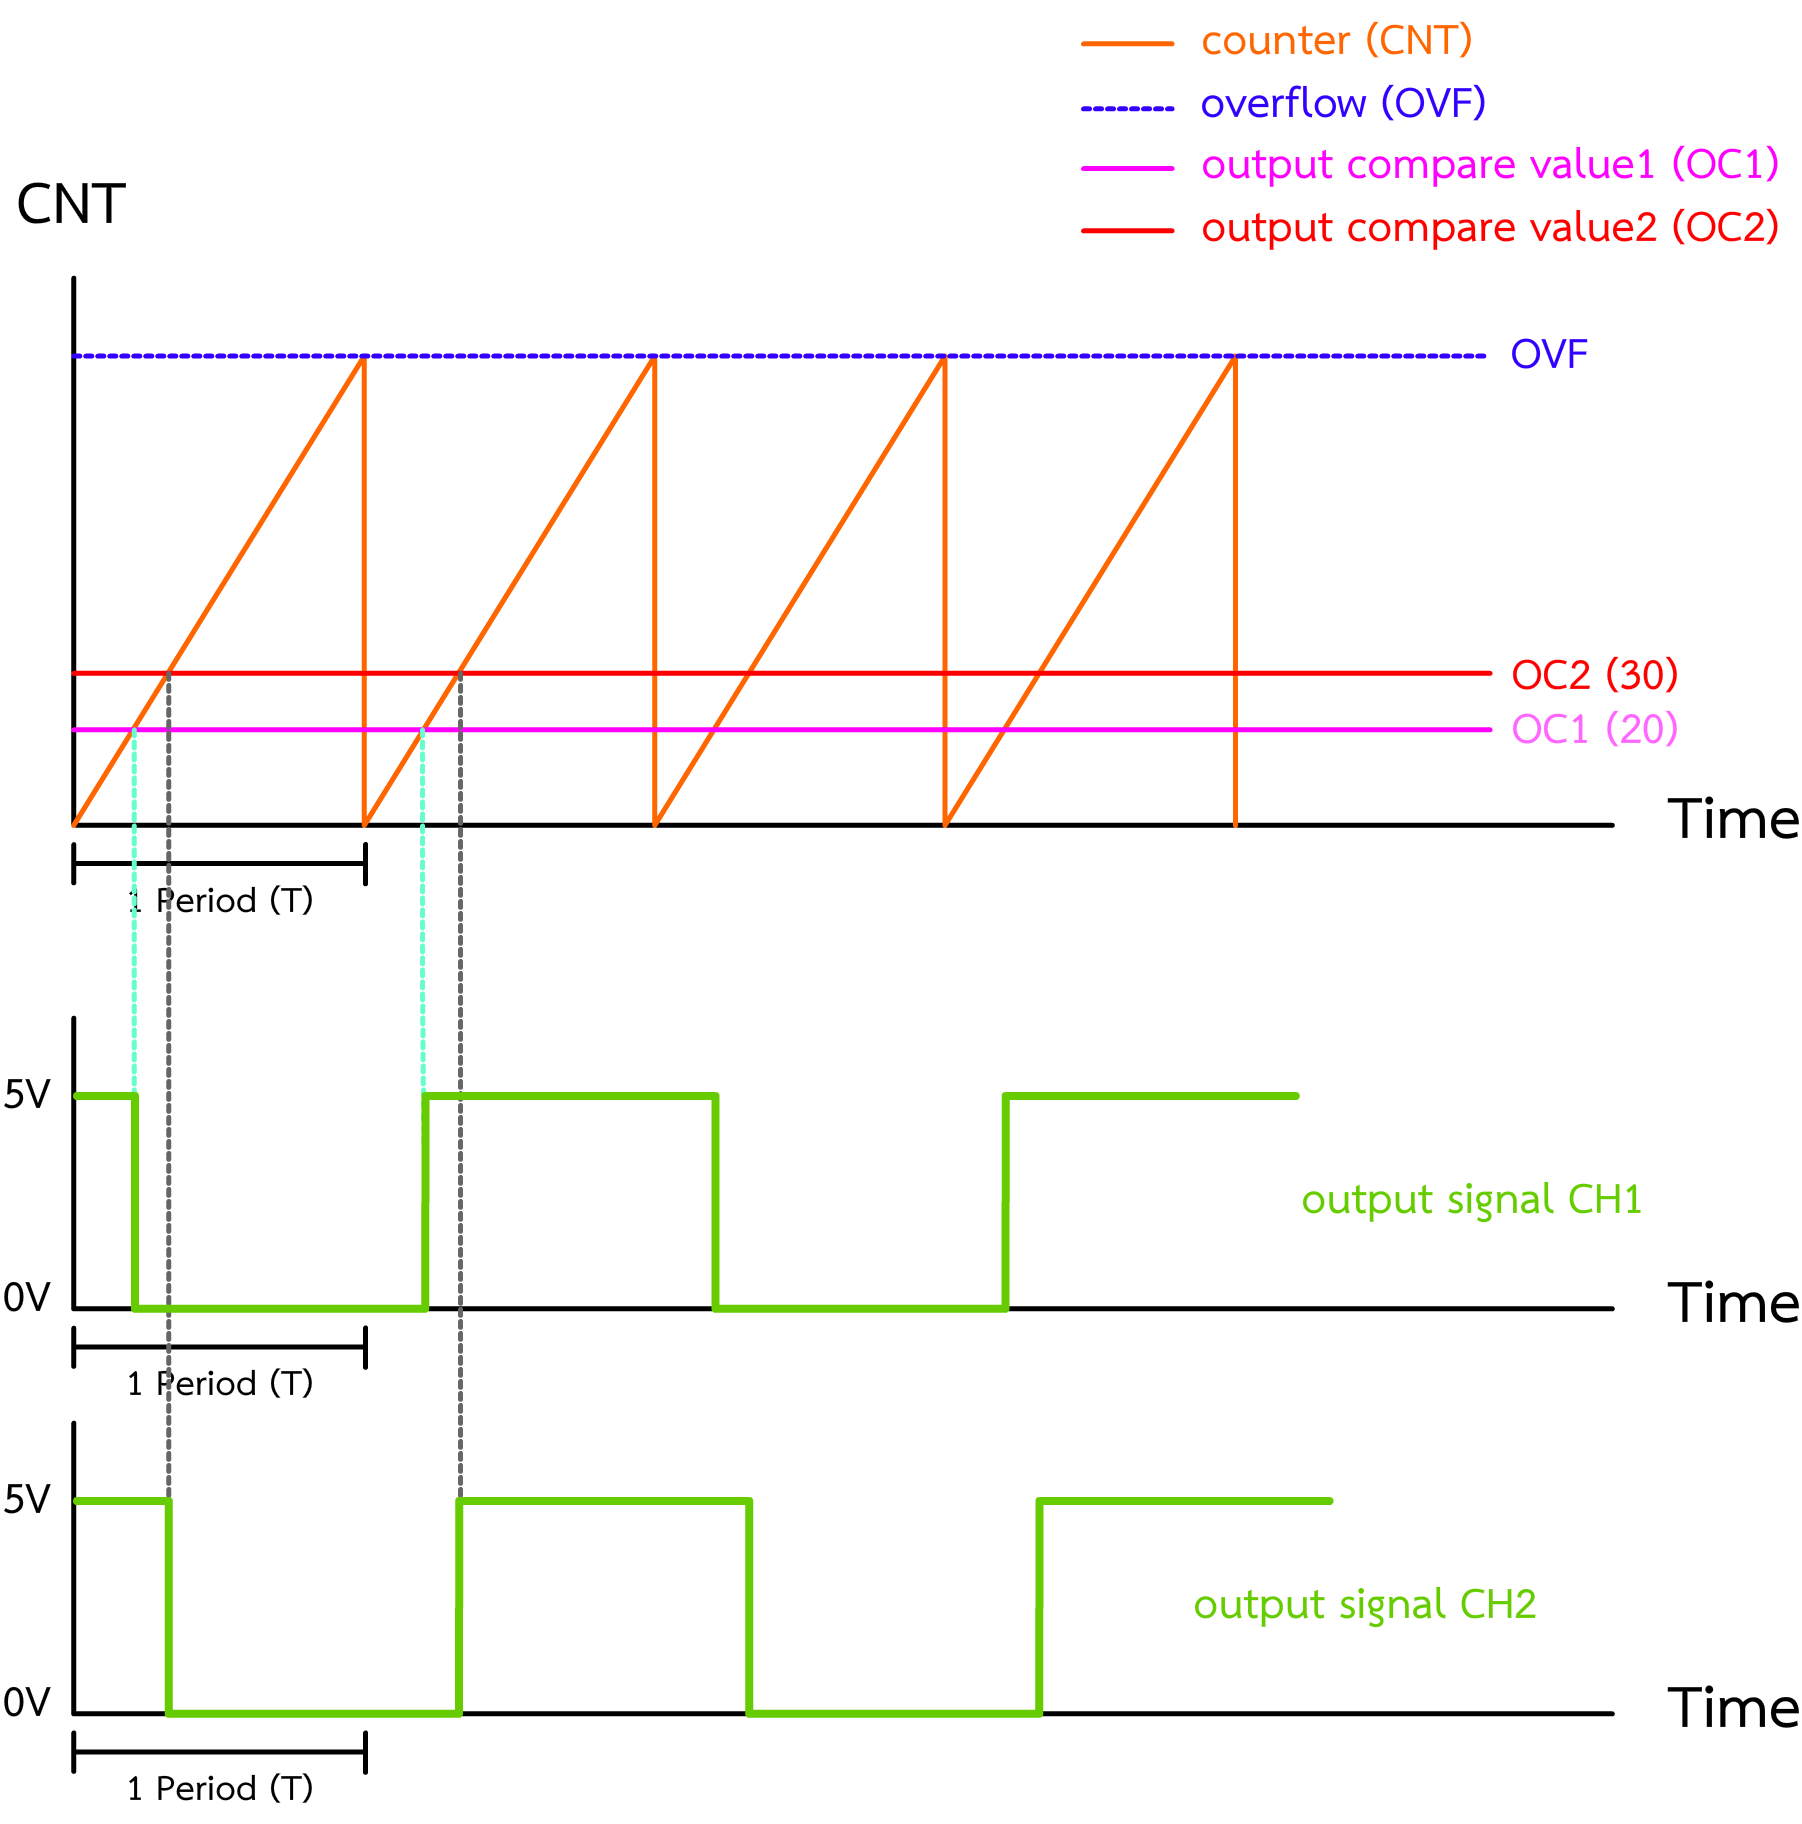 counter (CNT)
overflow (OVF)
output compare value1 (OC1)
output compare value2 (OC2)
CNT
OVF
OC2 (30)
OC1 (20)
Time
1 Period (T)
5V
output signal CH1
0V
Time
1 Period (T)
5V
output signal CH2
0V
Time
1 Period (T)